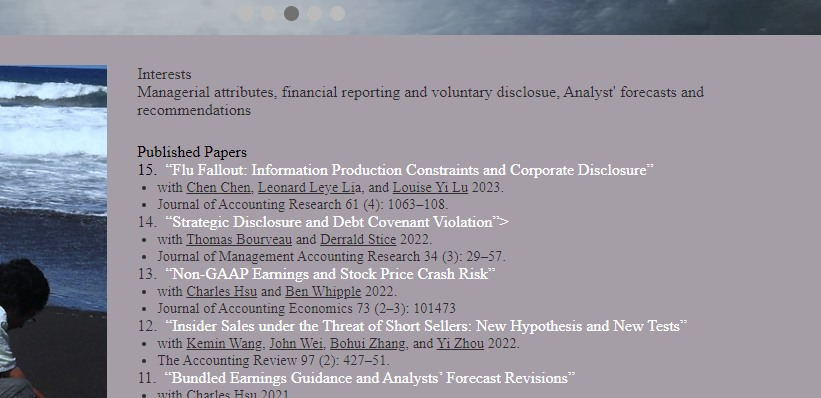 Interests
Managerial attributes, financial reporting and voluntary disclosue, Analyst' forecasts and
recommendations
Published Papers
15. “Flu Fallout: Information Production Constraints and Corporate Disclosure”
• with Chen Chen, Leonard Leye Lia, and Louise Yi Lu 2023.
• Journal of Accounting Research 61 (4): 1063–108.
14. “Strategic Disclosure and Debt Covenant Violation”>
• with Thomas Bourveau and Derrald Stice 2022.
• Journal of Management Accounting Research 34 (3): 29–57.
13. “Non-GAAP Earnings and Stock Price Crash Risk”
• with Charles Hsu and Ben Whipple 2022.
• Journal of Accounting Economics 73 (2–3): 101473
12. “Insider Sales under the Threat of Short Sellers: New Hypothesis and New Tests”
• with Kemin Wang, John Wei, Bohui Zhang, and Yi Zhou 2022.
• The Accounting Review 97 (2): 427–51.
11. “Bundled Earnings Guidance and Analysts’ Forecast Revisions”
• with Charles Hsu 2021